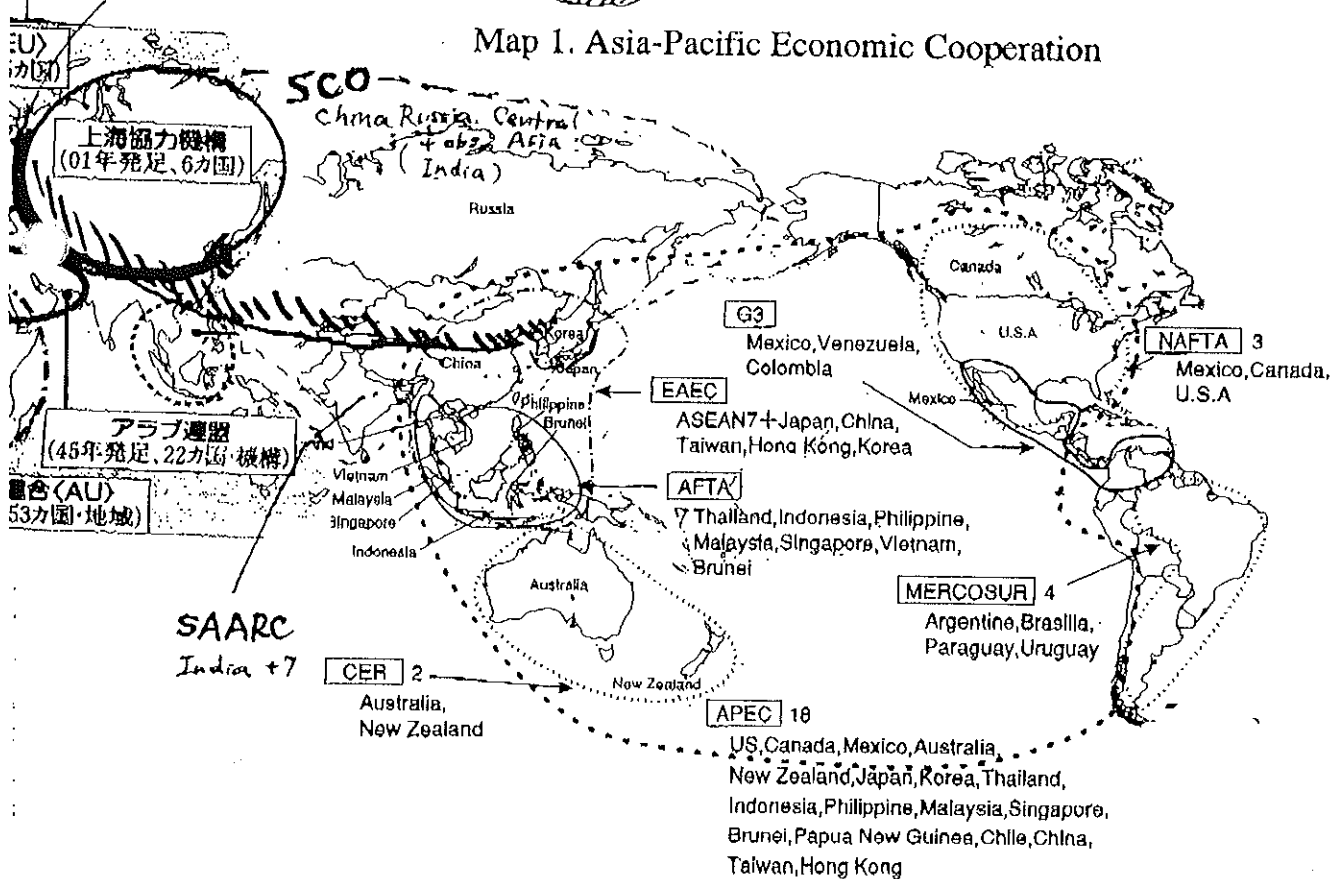 Map 1. Asia-Pacific Economic Cooperation
EU〉
カ国)
上海協力機構
(01年発足、6カ国)
SCO
China Russia Central
Asia
(India)
Russia
Canada
U.S.A
Mexico
G3
Mexico,Venezuela,
Colombia
NAFTA 3
Mexico,Canada,
U.S.A
Korea
Japan
China
EAEC
ASEAN7+Japan,China,
Taiwan,Hong Kong,Korea
Philippine
Brunei
アラブ連盟
(45年発足、22カ国・機構)
合〈AU〉
53カ国・地域)
Vietnam
Malaysia
Singapore
Indonesia
AFTA
7 Thailand,Indonesia,Philippine,
Malaysia,Singapore,Vietnam,
Brunei
Australia
New Zealand
MERCOSUR 4
Argentine,Brasilia,
Paraguay,Uruguay
SAARC
India +7
CER 2
Australia,
New Zealand
APEC 18
US,Canada,Mexico,Australia,
New Zealand,Japan,Korea,Thailand,
Indonesia,Philippine,Malaysia,Singapore,
Brunei,Papua New Guinea,Chile,China,
Taiwan,Hong Kong